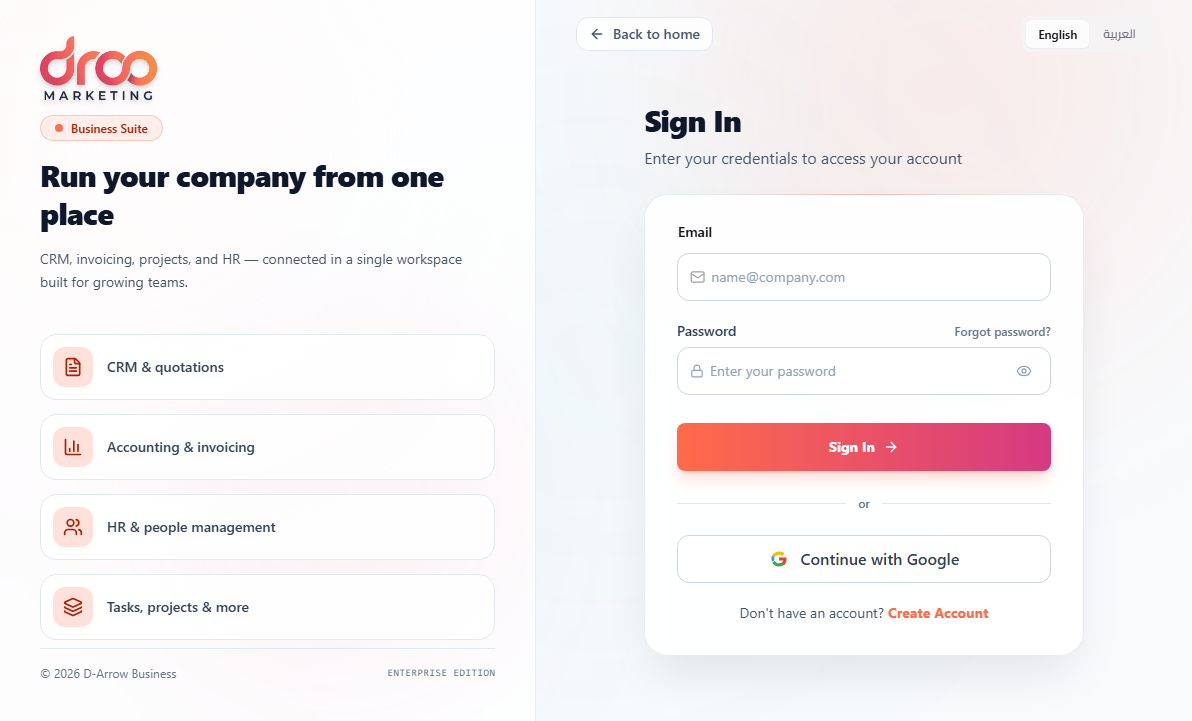 droo
MARKETING
Business Suite
Run your company from one
place
CRM, invoicing, projects, and HR — connected in a single workspace
built for growing teams.
CRM & quotations
Accounting & invoicing
HR & people management
Tasks, projects & more
© 2026 D-Arrow Business
ENTERPRISE EDITION
Back to home
English
العربية
Sign In
Enter your credentials to access your account
Email
name@company.com
Password
Forgot password?
Enter your password
Sign In
or
Continue with Google
Don't have an account? Create Account